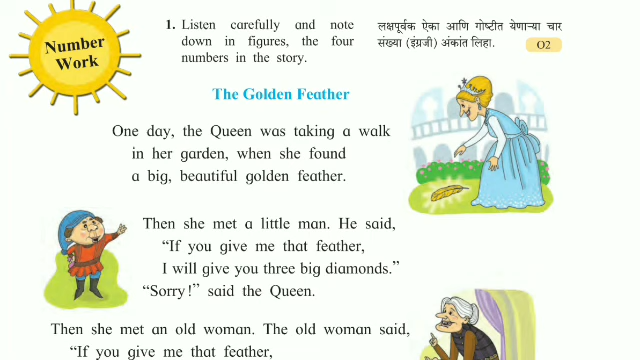 Number
Work
1. Listen carefully and note
down in figures, the four
numbers in the story.
लक्षपूर्वक ऐका आणि गोष्टीत येणाऱ्या चार
संख्या (इंग्रजी) अंकांत लिहा.
O2
The Golden Feather
One day, the Queen was taking a walk
in her garden, when she found
a big, beautiful golden feather.
Then she met a little man. He said,
“If you give me that feather,
I will give you three big diamonds.”
“Sorry!” said the Queen.
Then she met an old woman. The old woman said,
“If you give me that feather,